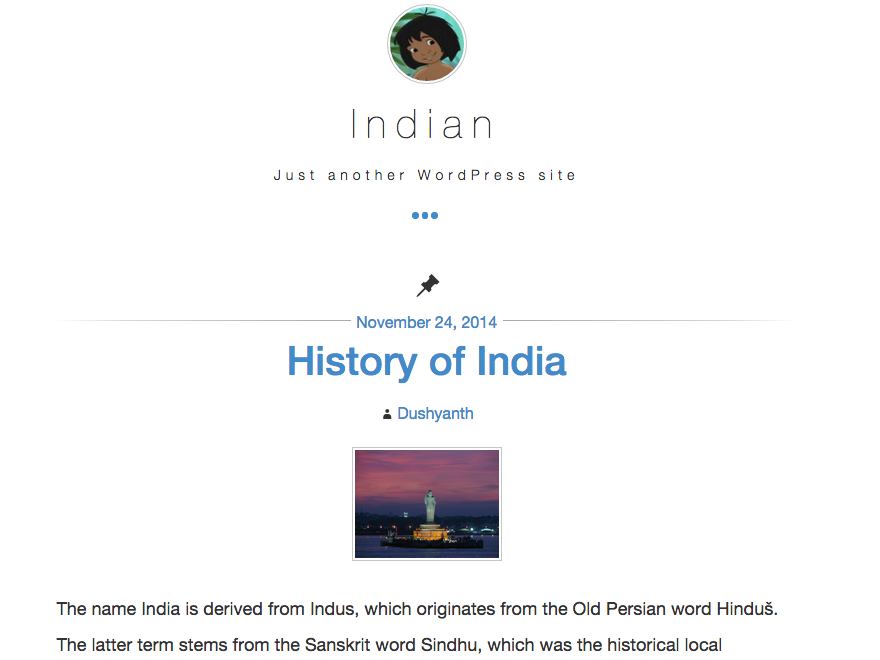 Indian
Just another WordPress site
November 24, 2014
History of India
Dushyanth
The name India is derived from Indus, which originates from the Old Persian word Hinduš.
The latter term stems from the Sanskrit word Sindhu, which was the historical local